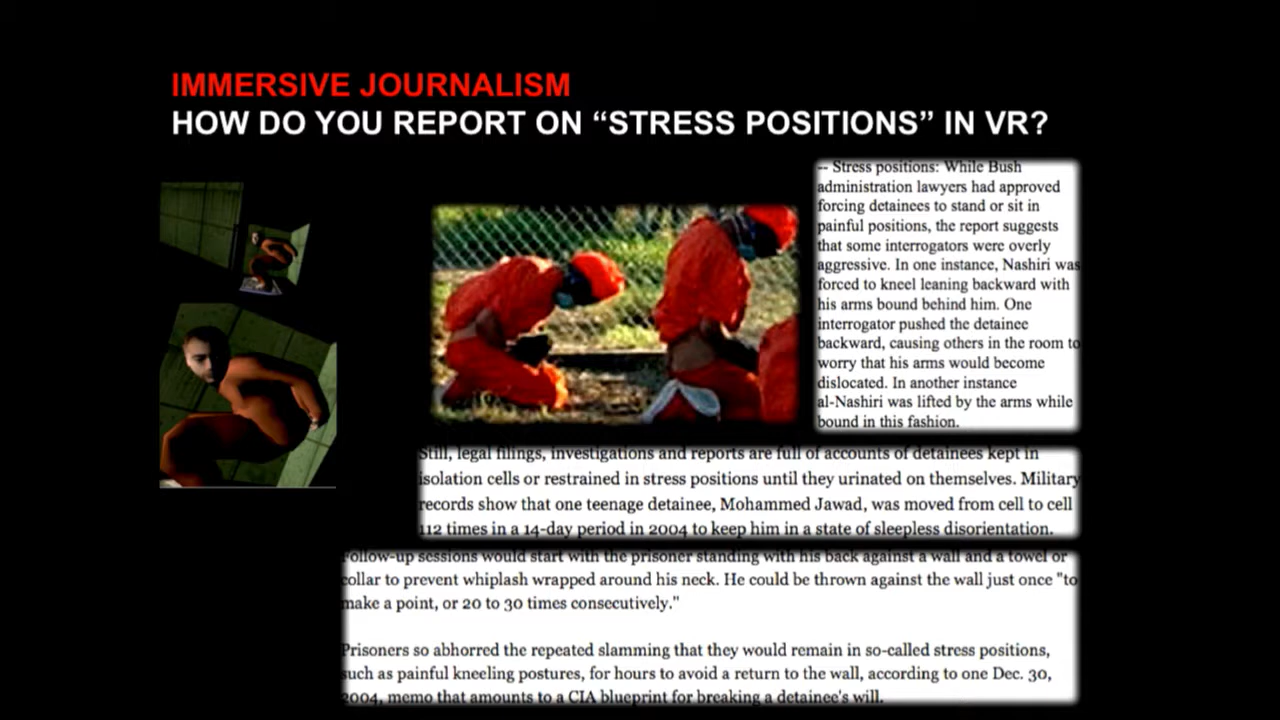 IMMERSIVE JOURNALISM
HOW DO YOU REPORT ON “STRESS POSITIONS” IN VR?
-- Stress positions: While Bush
administration lawyers had approved
forcing detainees to stand or sit in
painful positions, the report suggests
that some interrogators were overly
aggressive. In one instance, Nashiri was
forced to kneel leaning backward with
his arms bound behind him. One
interrogator pushed the detainee
backward, causing others in the room to
worry that his arms would become
dislocated. In another instance
al-Nashiri was lifted by the arms while
bound in this fashion.
Still, legal filings, investigations and reports are full of accounts of detainees kept in
isolation cells or restrained in stress positions until they urinated on themselves. Military
records show that one teenage detainee, Mohammed Jawad, was moved from cell to cell
112 times in a 14-day period in 2004 to keep him in a state of sleepless disorientation.
Follow-up sessions would start with the prisoner standing with his back against a wall and a towel or
collar to prevent whiplash wrapped around his neck. He could be thrown against the wall just once "to
make a point, or 20 to 30 times consecutively."
Prisoners so abhorred the repeated slamming that they would remain in so-called stress positions,
such as painful kneeling postures, for hours to avoid a return to the wall, according to one Dec. 30,
2004, memo that amounts to a CIA blueprint for breaking a detainee's will.